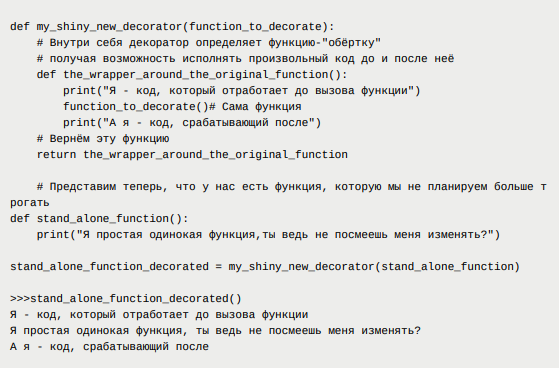 def my_shiny_new_decorator(function_to_decorate):
    # Внутри себя декоратор определяет функцию-"обёртку"
    # получая возможность исполнять произвольный код до и после неё
    def the_wrapper_around_the_original_function():
        print("Я - код, который отработает до вызова функции")
        function_to_decorate()# Сама функция
        print("А я - код, срабатывающий после")
    # Вернём эту функцию
    return the_wrapper_around_the_original_function

    # Представим теперь, что у нас есть функция, которую мы не планируем больше т
рогать
def stand_alone_function():
    print("Я простая одинокая функция,ты ведь не посмеешь меня изменять?")

stand_alone_function_decorated = my_shiny_new_decorator(stand_alone_function)

>>>stand_alone_function_decorated()
Я - код, который отработает до вызова функции
Я простая одинокая функция, ты ведь не посмеешь меня изменять?
А я - код, срабатывающий после